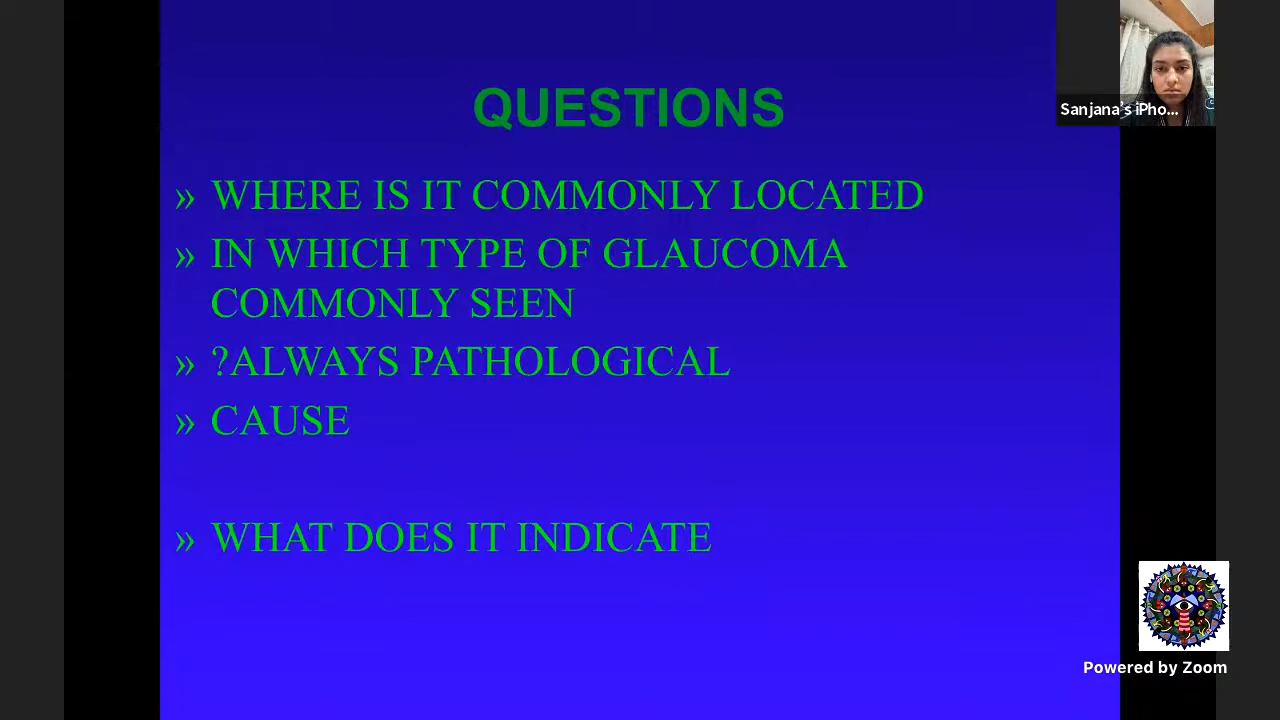 QUESTIONS
» WHERE IS IT COMMONLY LOCATED
» IN WHICH TYPE OF GLAUCOMA
COMMONLY SEEN
» ?ALWAYS PATHOLOGICAL
» CAUSE
» WHAT DOES IT INDICATE
Sanjana's iPho...
Powered by Zoom